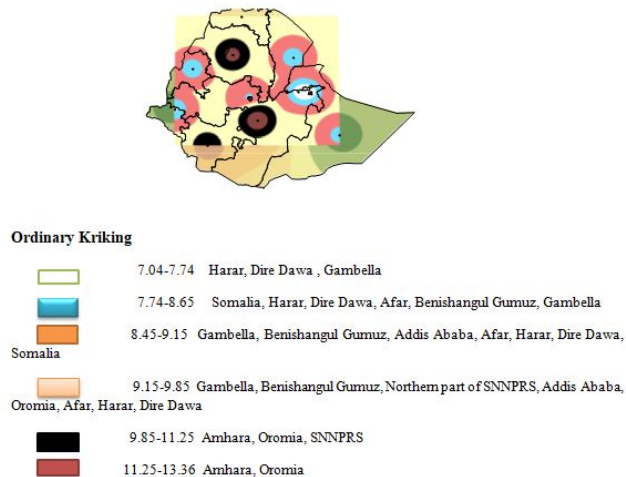 Ordinary Kriking
7.04-7.74 Harar, Dire Dawa , Gambella
7.74-8.65 Somalia, Harar, Dire Dawa, Afar, Benishangul Gumuz, Gambella
8.45-9.15 Gambella, Benishangul Gumuz, Addis Ababa, Afar, Harar, Dire Dawa,
Somalia
9.15-9.85 Gambella, Benishangul Gumuz, Northern part of SNNPRS, Addis Ababa,
Oromia, Afar, Harar, Dire Dawa
9.85-11.25 Amhara, Oromia, SNNPRS
11.25-13.36 Amhara, Oromia